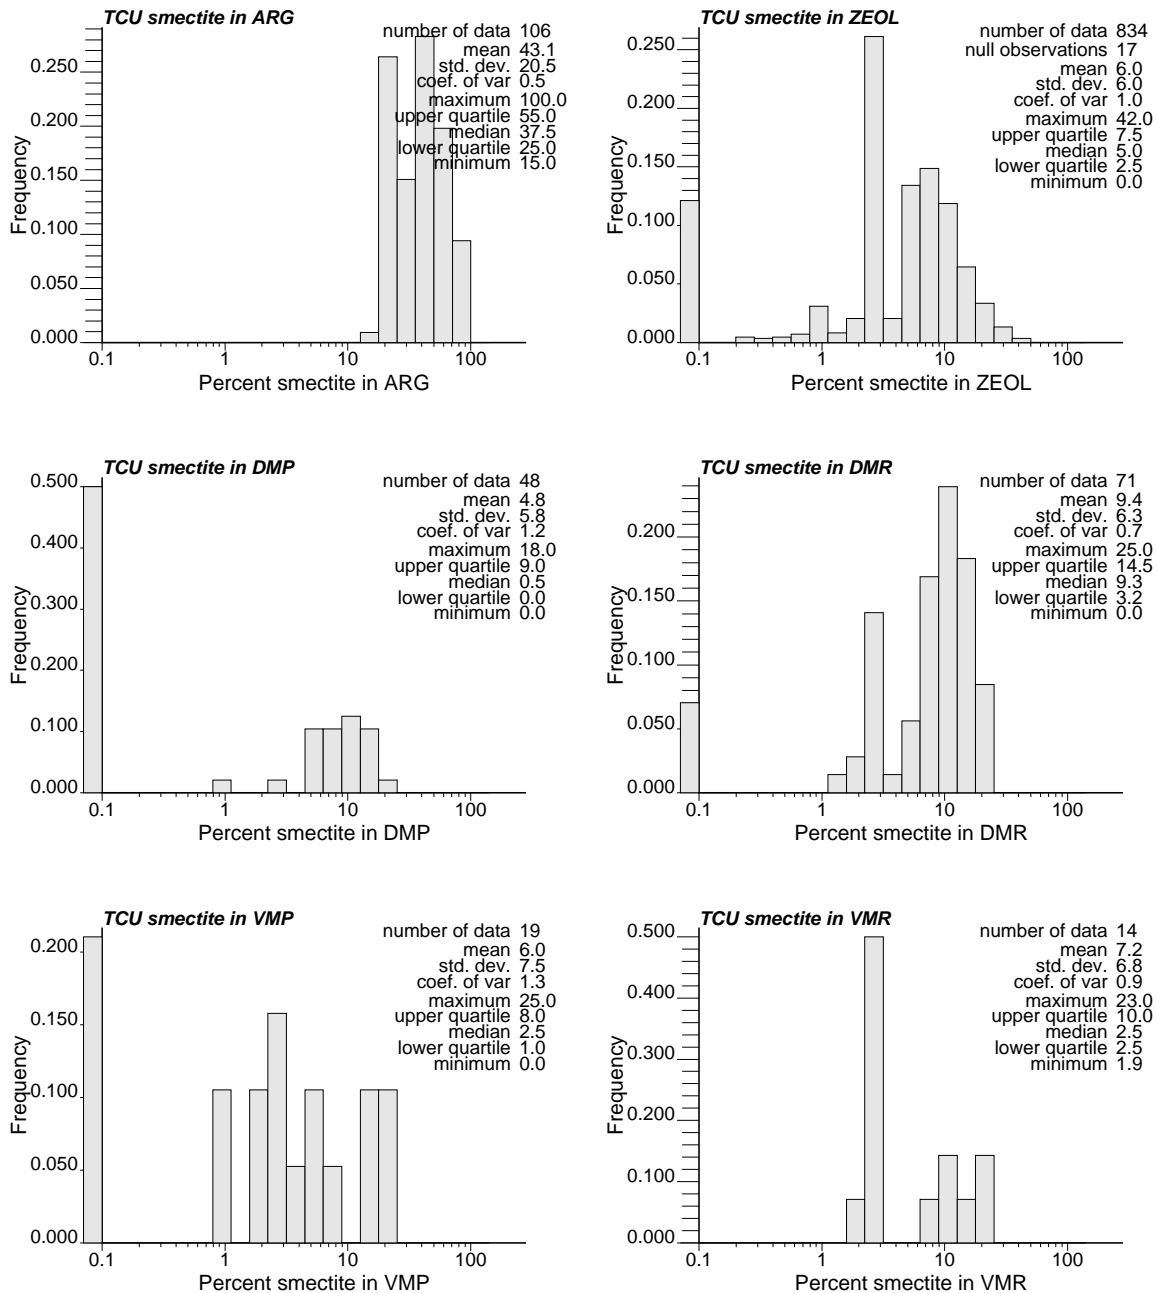 TCU smectite in ARG
number of data 106
mean 43.1
std. dev. 20.5
coef. of var 0.5
maximum 100.0
upper quartile 55.0
median 37.5
lower quartile 25.0
minimum 15.0
Frequency
0.250
0.200
0.150
0.100
0.050
0.000
0.1 1 10 100
Percent smectite in ARG
TCU smectite in ZEOL
number of data 834
null observations 17
mean 6.0
std. dev. 6.0
coef. of var 1.0
maximum 42.0
upper quartile 7.5
median 5.0
lower quartile 2.5
minimum 0.0
Frequency
0.250
0.200
0.150
0.100
0.050
0.000
0.1 1 10 100
Percent smectite in ZEOL
TCU smectite in DMP
number of data 48
mean 4.8
std. dev. 5.8
coef. of var 1.2
maximum 18.0
upper quartile 9.0
median 0.5
lower quartile 0.0
minimum 0.0
Frequency
0.500
0.400
0.300
0.200
0.100
0.000
0.1 1 10 100
Percent smectite in DMP
TCU smectite in DMR
number of data 71
mean 9.4
std. dev. 6.3
coef. of var 0.7
maximum 25.0
upper quartile 14.5
median 9.3
lower quartile 3.2
minimum 0.0
Frequency
0.200
0.150
0.100
0.050
0.000
0.1 1 10 100
Percent smectite in DMR
TCU smectite in VMP
number of data 19
mean 6.0
std. dev. 7.5
coef. of var 1.3
maximum 25.0
upper quartile 8.0
median 2.5
lower quartile 1.0
minimum 0.0
Frequency
0.200
0.150
0.100
0.050
0.000
0.1 1 10 100
Percent smectite in VMP
TCU smectite in VMR
number of data 14
mean 7.2
std. dev. 6.8
coef. of var 0.9
maximum 23.0
upper quartile 10.0
median 2.5
lower quartile 2.5
minimum 1.9
Frequency
0.500
0.400
0.300
0.200
0.100
0.000
0.1 1 10 100
Percent smectite in VMR